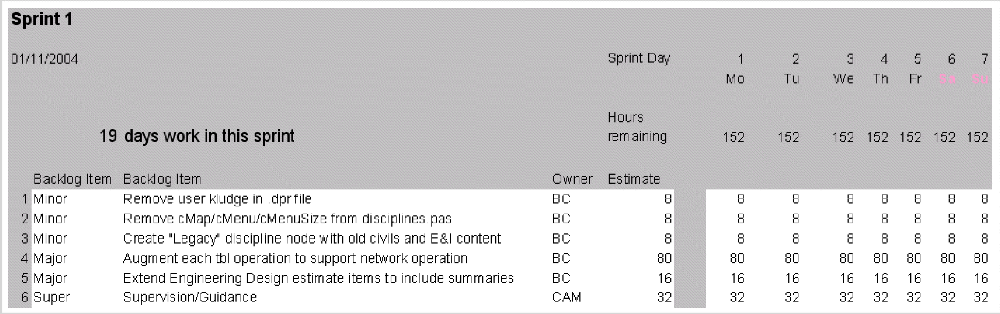 Sprint 1
01/11/2004 Sprint Day 1 2 3 4 5 6 7
Mo Tu We Th Fr Sa Su
Hours
19 days work in this sprint remaining 152 152 152 152 152 152 152
Backlog Item Backlog Item Owner Estimate
1 Minor Remove user kludge in .dpr file BC 8 8 8 8 8 8 8 8
2 Minor Remove cMap/cMenu/cMenuSize from disciplines.pas BC 8 8 8 8 8 8 8 8
3 Minor Create "Legacy" discipline node with old civils and E&I content BC 8 8 8 8 8 8 8 8
4 Major Augment each tbl operation to support network operation BC 80 80 80 80 80 80 80 80
5 Major Extend Engineering Design estimate items to include summaries BC 16 16 16 16 16 16 16 16
6 Super Supervision/Guidance CAM 32 32 32 32 32 32 32 32